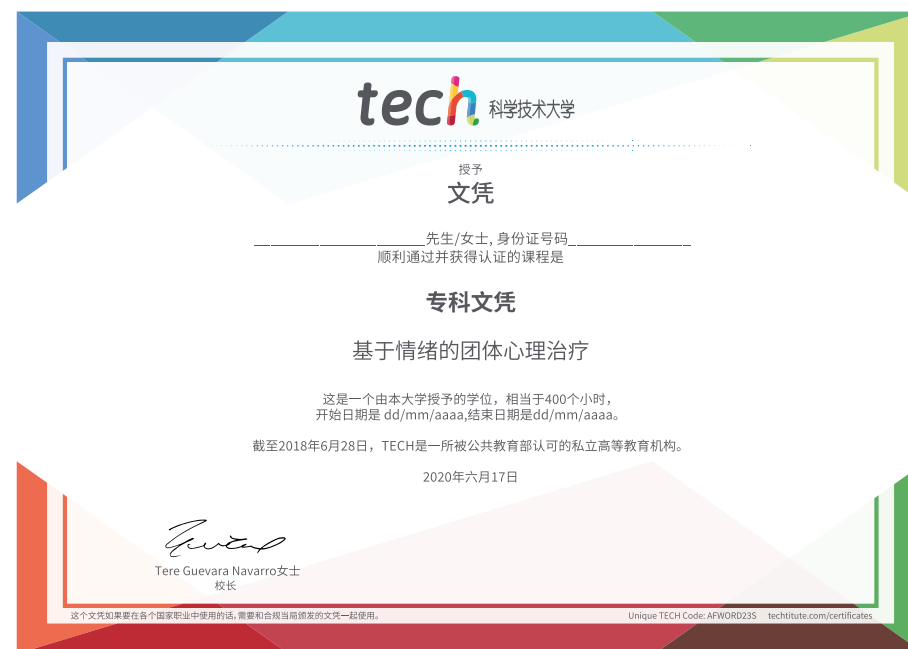 tech 科学技术大学
授予
文凭
______________________先生/女士, 身份证号码________________
顺利通过并获得认证的课程是
专科文凭
基于情绪的团体心理治疗
这是一个由本大学授予的学位，相当于400个小时，
开始日期是 dd/mm/aaaa,结束日期是dd/mm/aaaa。
截至2018年6月28日，TECH是一所被公共教育部认可的私立高等教育机构。
2020年六月17日
Tere Guevara Navarro女士
校长
这个文凭如果要在各个国家职业中使用的话,需要和合规当局颁发的文凭一起使用。
Unique TECH Code: AFWORD23S techtitute.com/certificates